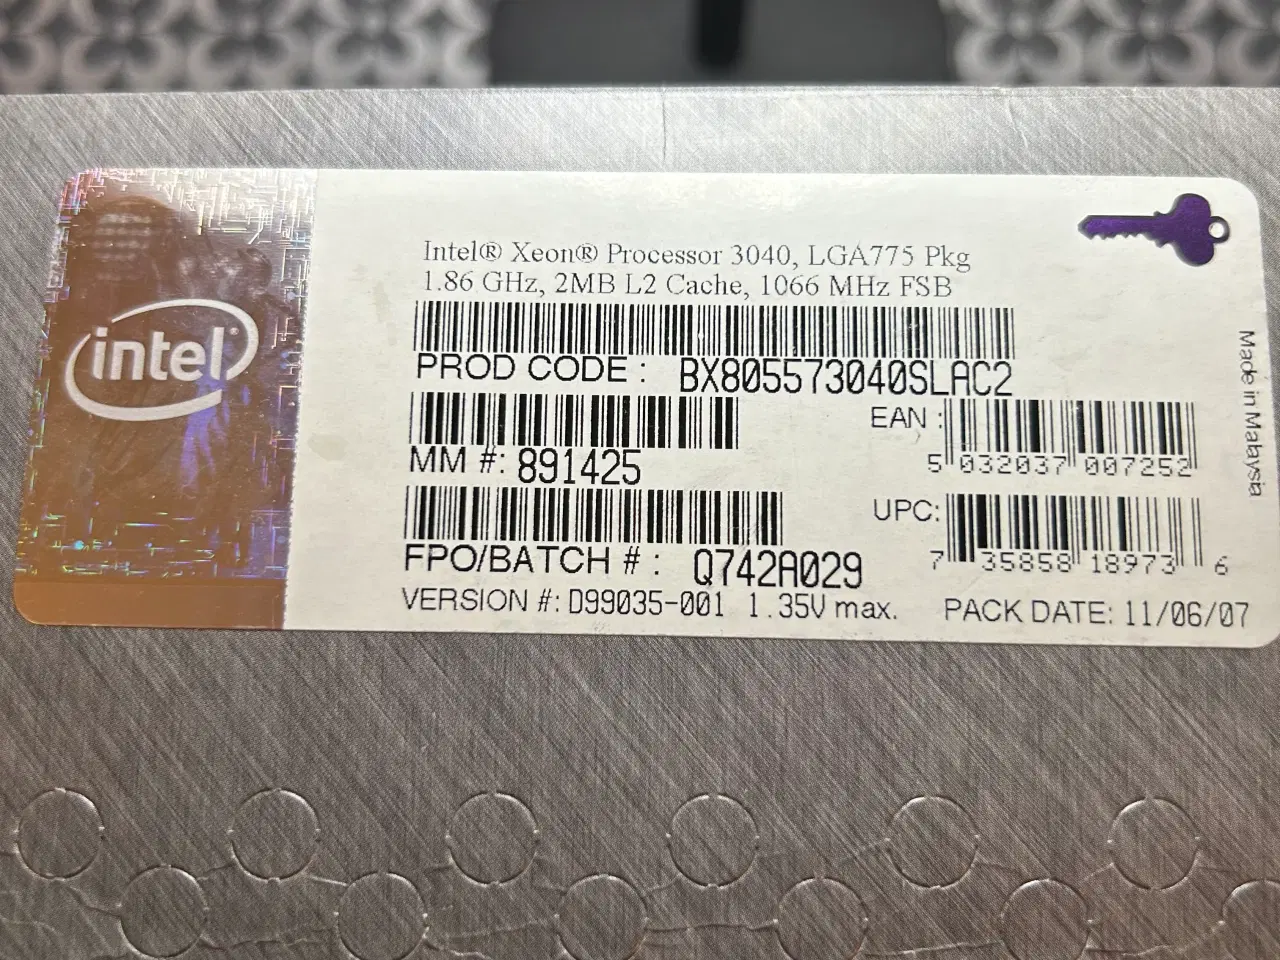 intel®
Intel® Xeon® Processor 3040, LGA775 Pkg
1.86 GHz, 2MB L2 Cache, 1066 MHz FSB
PROD CODE: BX805573040SLAC2
EAN:
5 032037 007252
MM #: 891425
UPC:
7 35858 18973 6
FPO/BATCH #: Q742A029
VERSION #: D99035-001 1.35V max.
PACK DATE: 11/06/07
Made in Malaysia